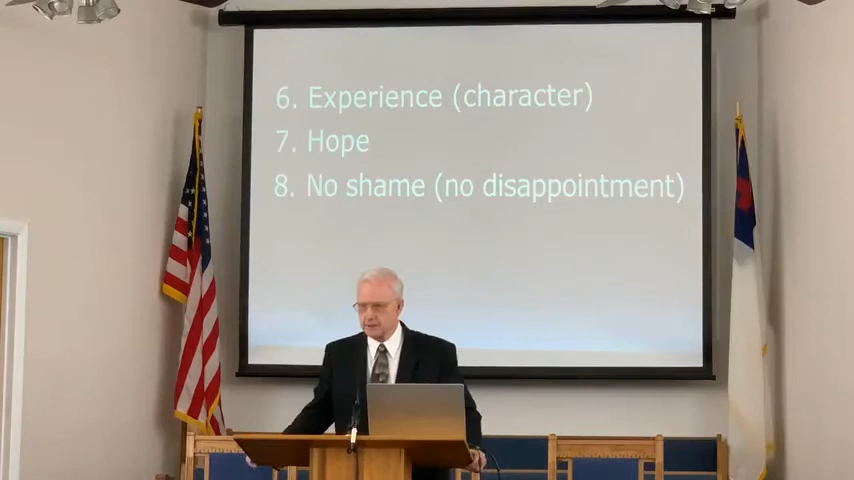 6. Experience (character)
7. Hope
8. No shame (no disappointment)